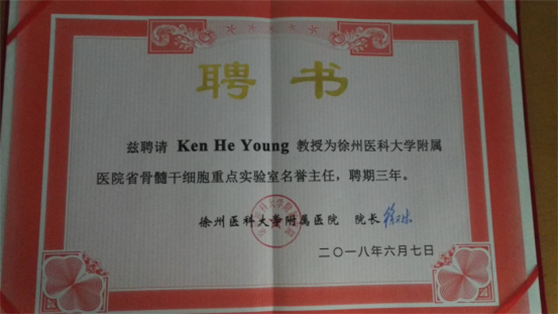 聘书
兹聘请 Ken He Young 教授为徐州医科大学附属
医院省骨髓干细胞重点实验室名誉主任，聘期三年。
徐州医科大学附属医院 院长
二〇一八年六月七日